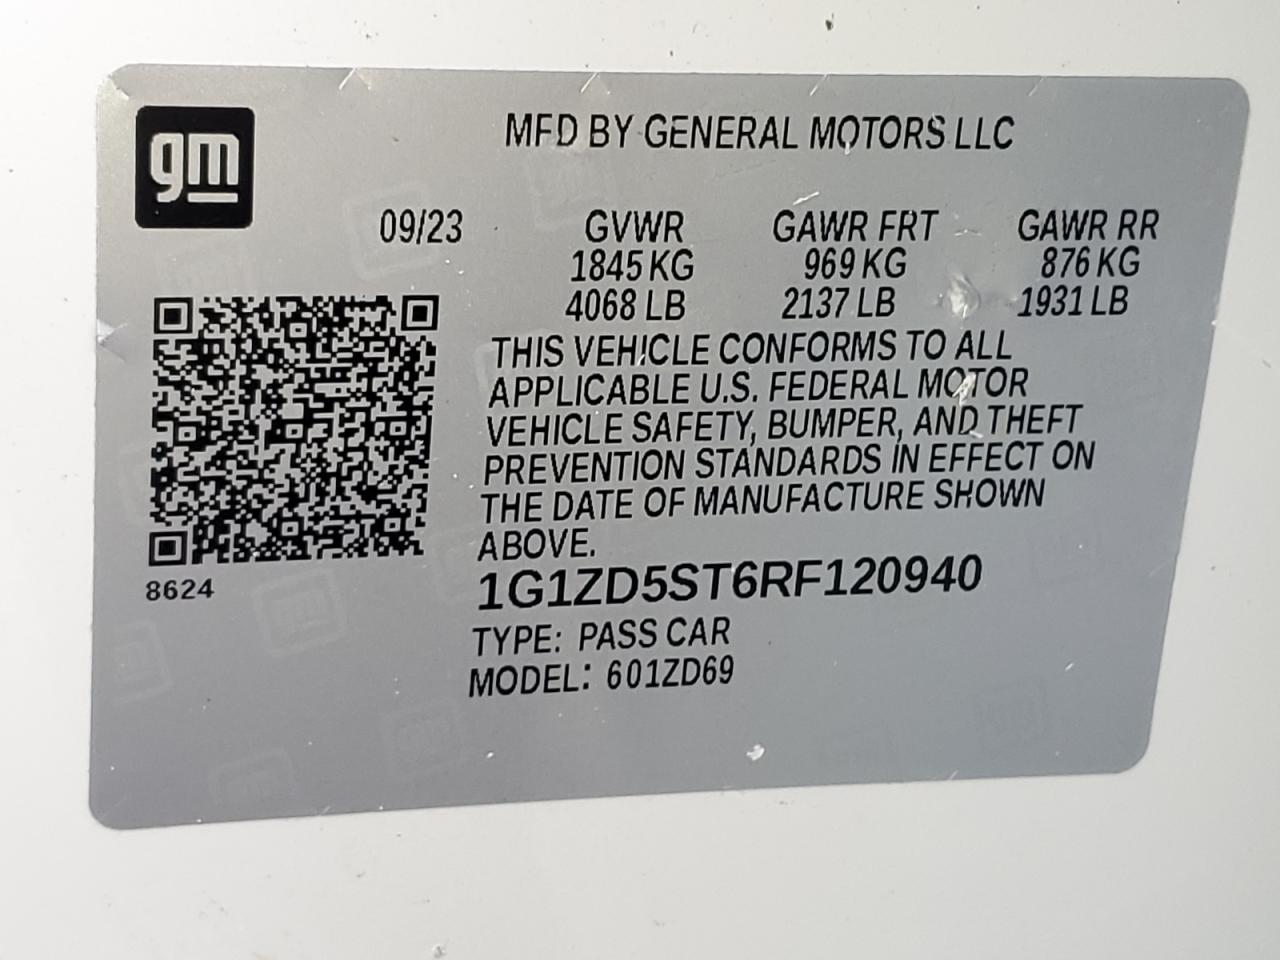 gm
MFD BY GENERAL MOTORS LLC
09/23 GVWR GAWR FRT GAWR RR
1845 KG 969 KG 876 KG
4068 LB 2137 LB 1931 LB
THIS VEHICLE CONFORMS TO ALL
APPLICABLE U.S. FEDERAL MOTOR
VEHICLE SAFETY, BUMPER, AND THEFT
PREVENTION STANDARDS IN EFFECT ON
THE DATE OF MANUFACTURE SHOWN
ABOVE.
8624
1G1ZD5ST6RF120940
TYPE: PASS CAR
MODEL: 601ZD69